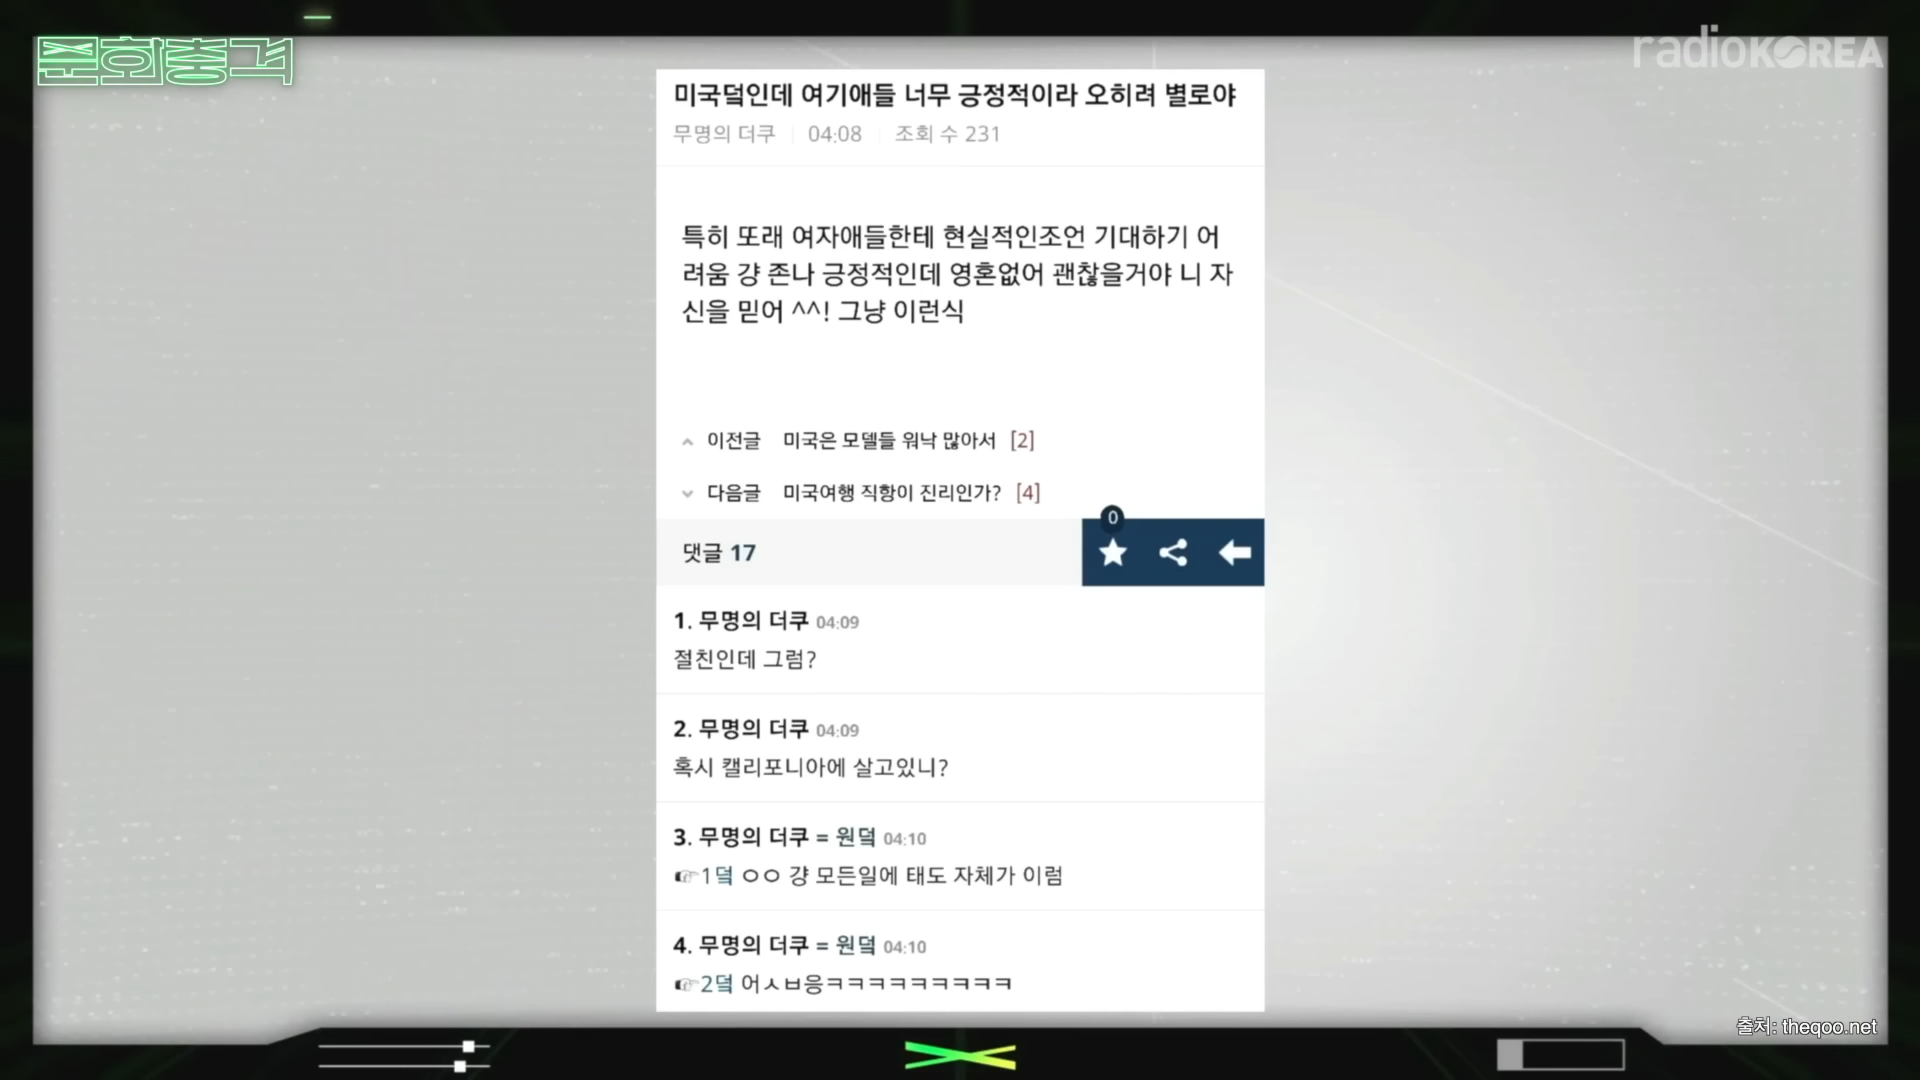 문화충격
radioKOREA
미국덬인데 여기애들 너무 긍정적이라 오히려 별로야
무명의 더쿠 04:08 조회 수 231
특히 또래 여자애들한테 현실적인조언 기대하기 어
려움 걍 존나 긍정적인데 영혼없어 괜찮을거야 니 자
신을 믿어 ^^! 그냥 이런식
이전글 미국은 모델들 워낙 많아서 [2]
다음글 미국여행 직항이 진리인가? [4]
0
댓글 17
1. 무명의 더쿠 04:09
절친인데 그럼?
2. 무명의 더쿠 04:09
혹시 캘리포니아에 살고있니?
3. 무명의 더쿠 = 원덬 04:10
☞1덬 ㅇㅇ 걍 모든일에 태도 자체가 이럼
4. 무명의 더쿠 = 원덬 04:10
☞2덬 어ㅅㅂ응ㅋㅋㅋㅋㅋㅋㅋㅋㅋ
출처: theqoo.net